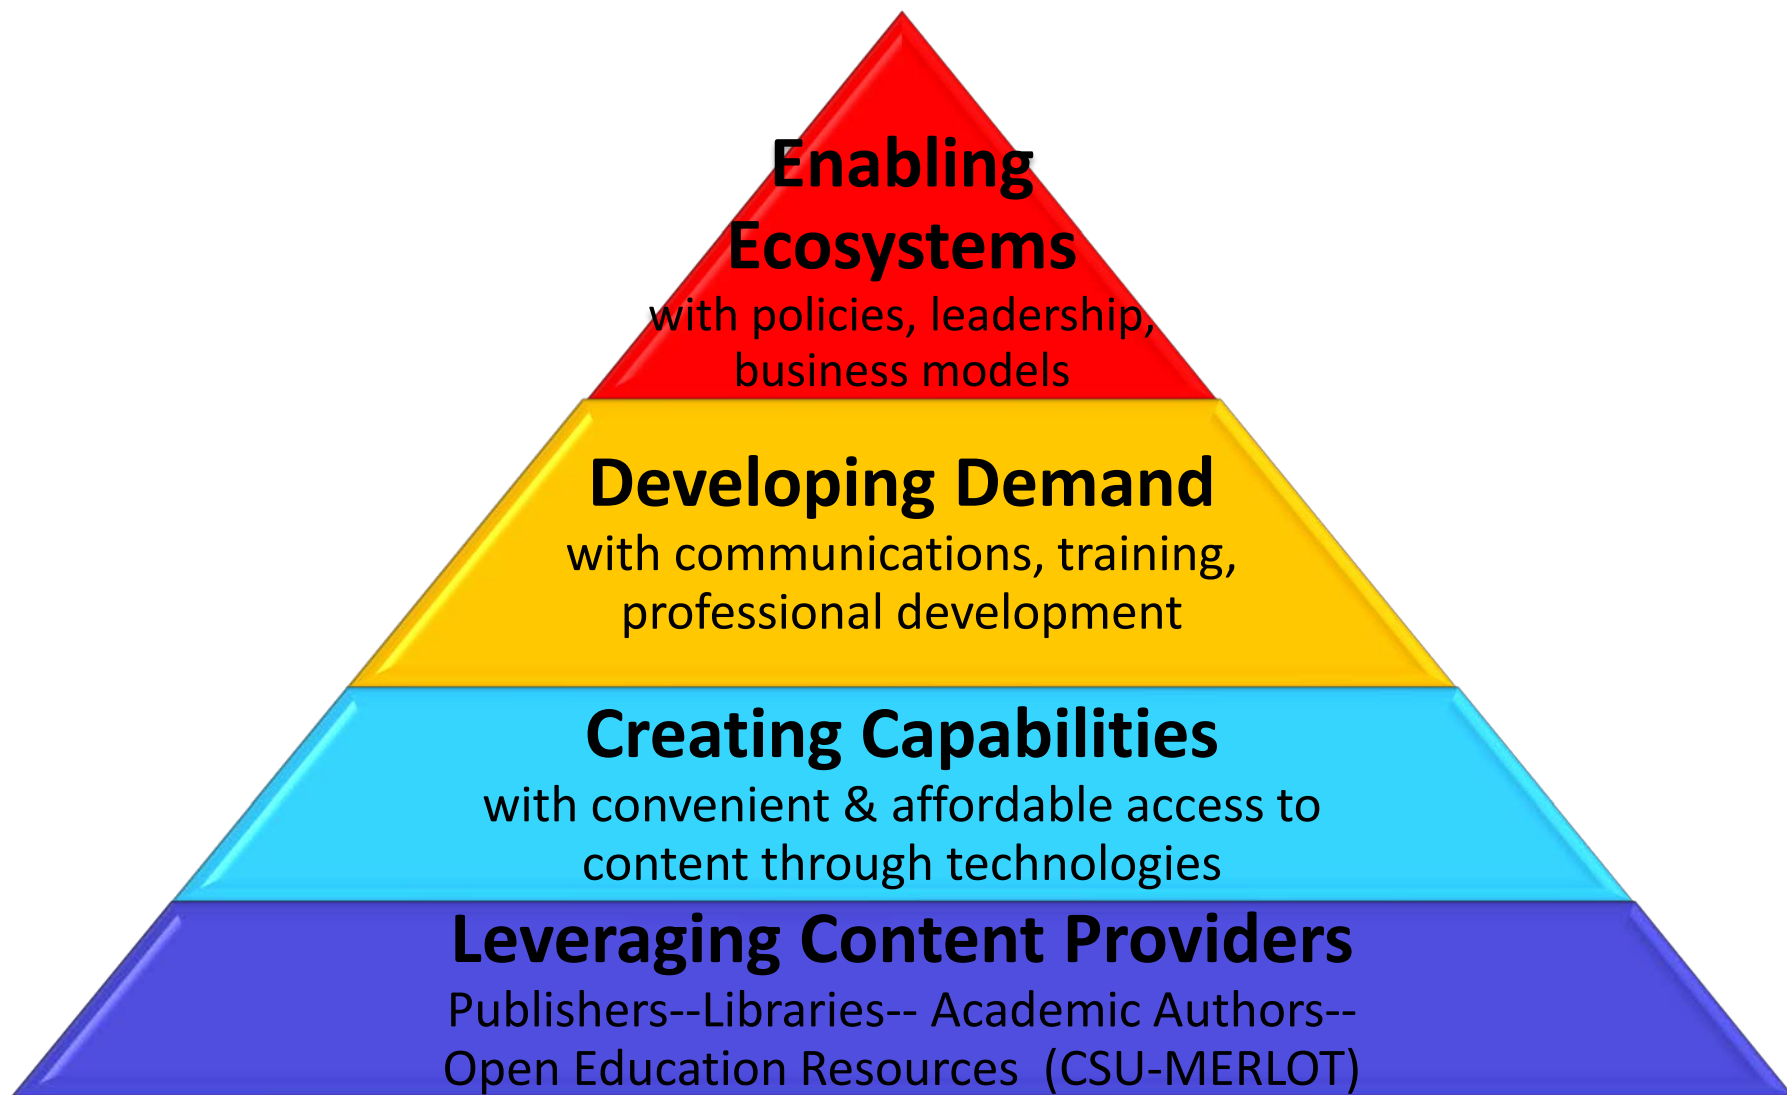 Enabling
Ecosystems
with policies, leadership,
business models
Developing Demand
with communications, training,
professional development
Creating Capabilities
with convenient & affordable access to
content through technologies
Leveraging Content Providers
Publishers--Libraries-- Academic Authors--
Open Education Resources  (CSU-MERLOT)